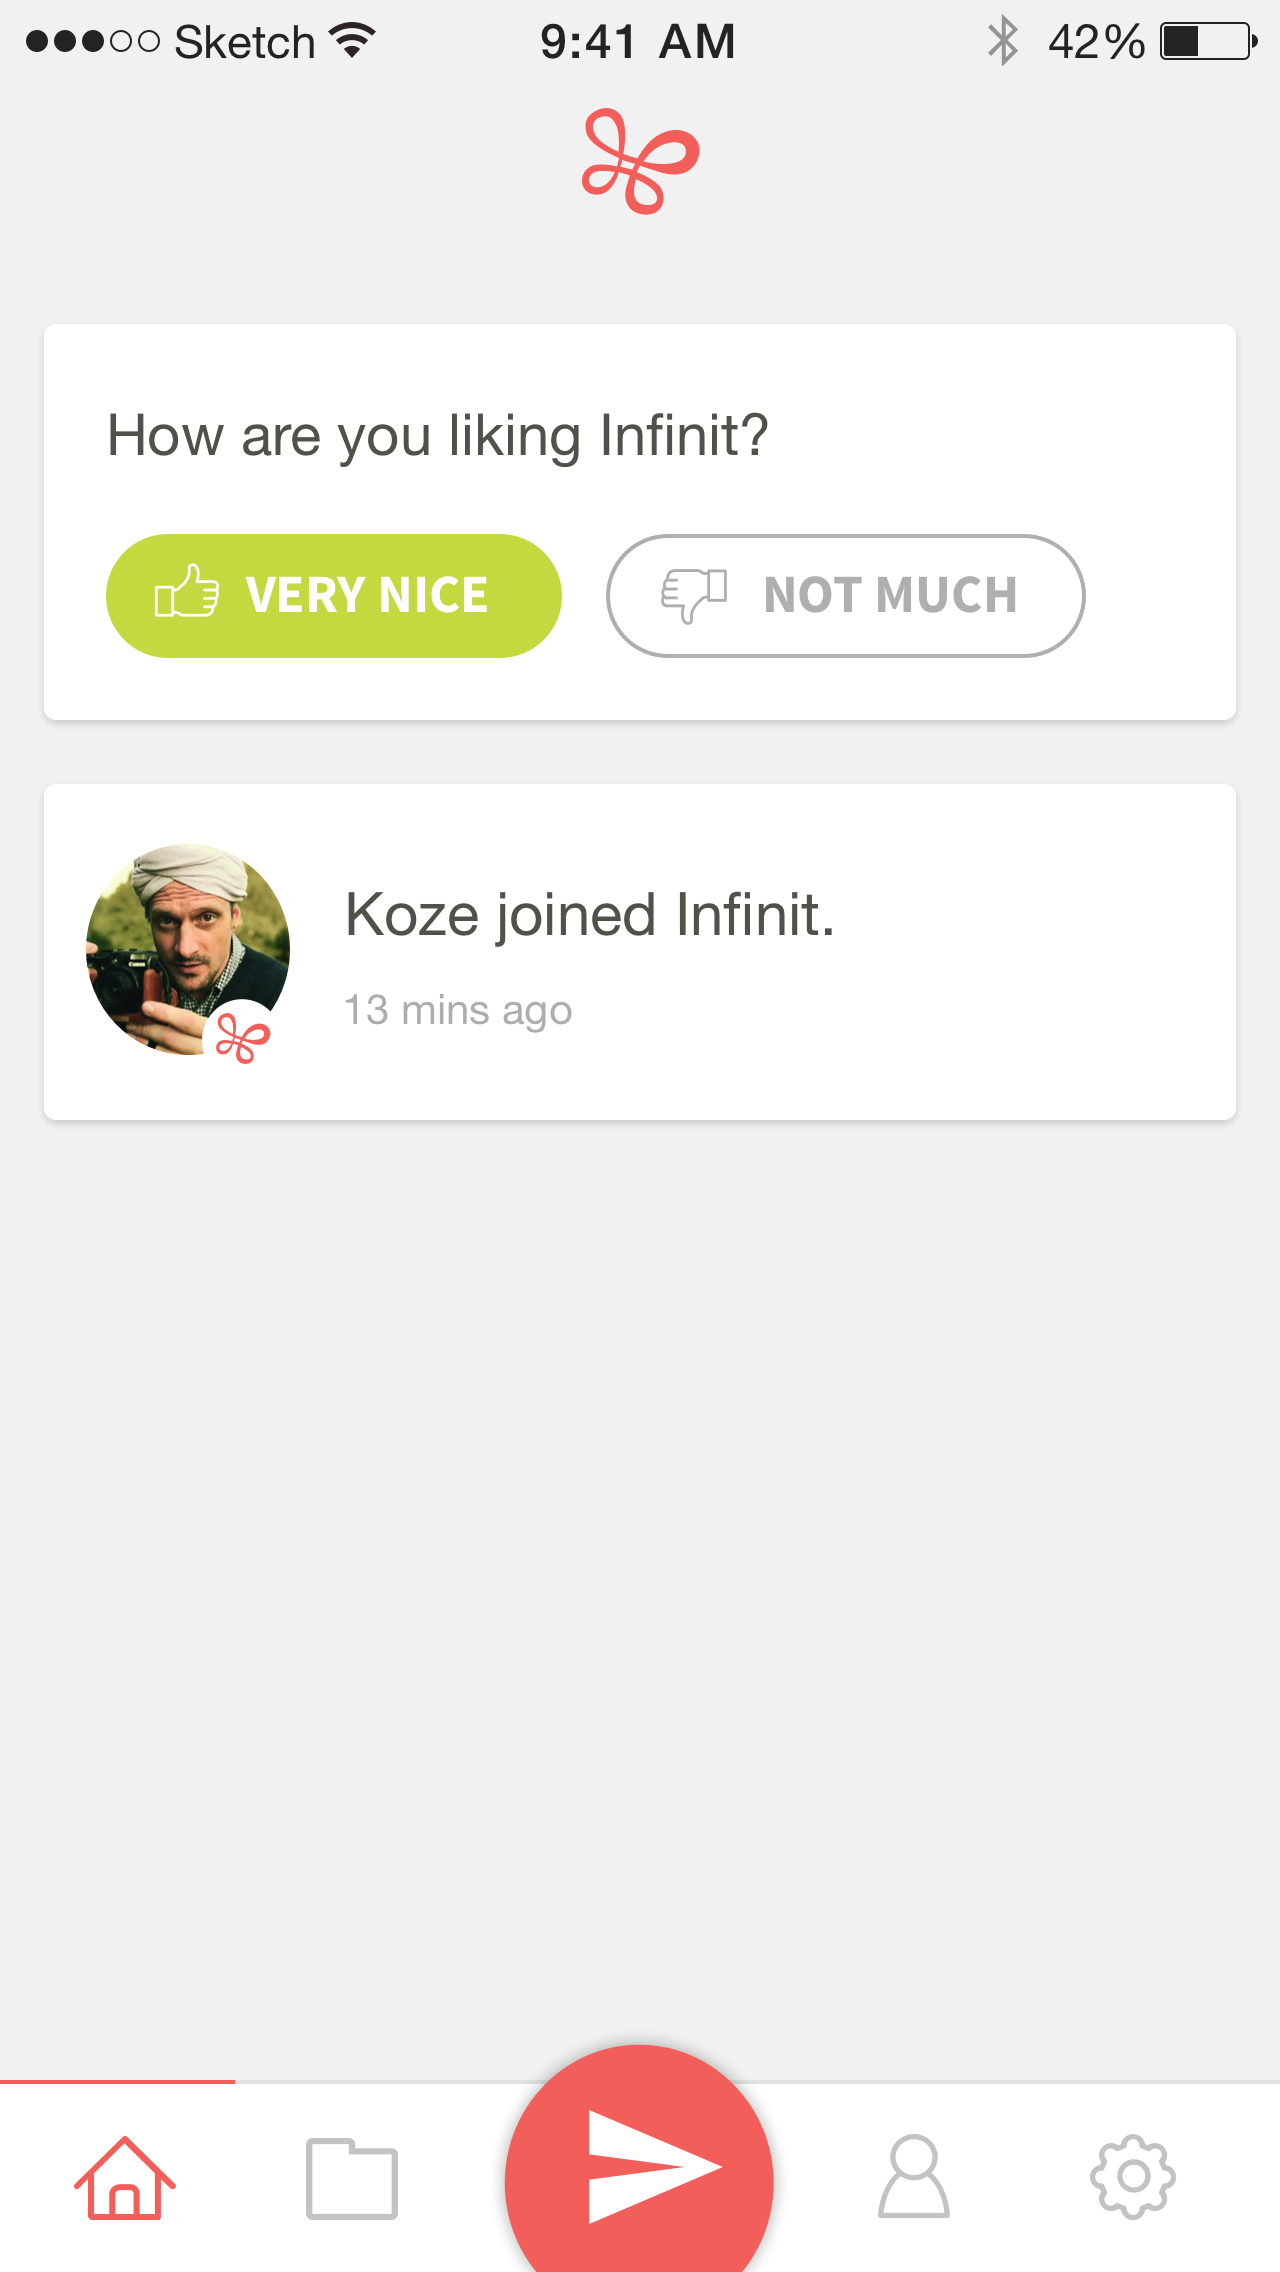 Sketch 9:41 AM 42%
How are you liking Infinit?
VERY NICE NOT MUCH
Koze joined Infinit.
13 mins ago